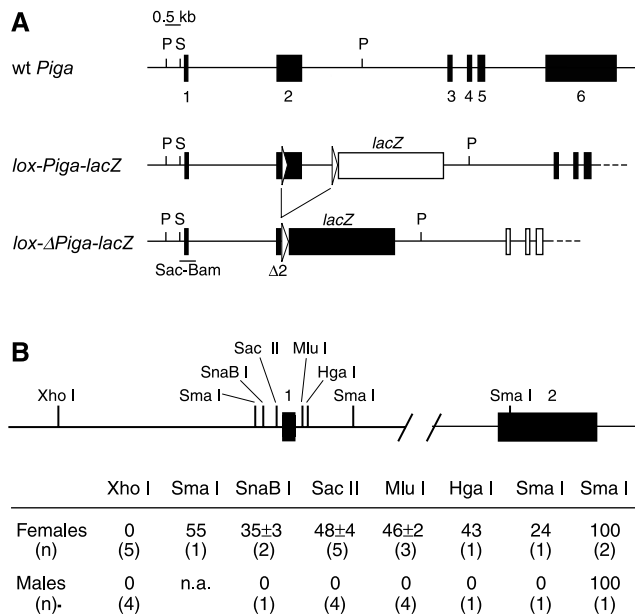 A
0.5 kb
P S P
wt Piga
1 2 3 4 5 6
lacZ
P S P
lox-Piga-lacZ
lacZ
P S P
lox-ΔPiga-lacZ
Sac-Bam Δ2
B
Sac II Mlu I
SnaB I 1 Hga I
Xho I Sma I Sma I Sma I 2
Xho I Sma I SnaB I Sac II Mlu I Hga I Sma I Sma I
Females 0 55 35±3 48±4 46±2 43 24 100
(n) (5) (1) (2) (5) (3) (1) (1) (2)
Males 0 n.a. 0 0 0 0 0 100
(n)- (4) (1) (4) (4) (1) (1) (1)